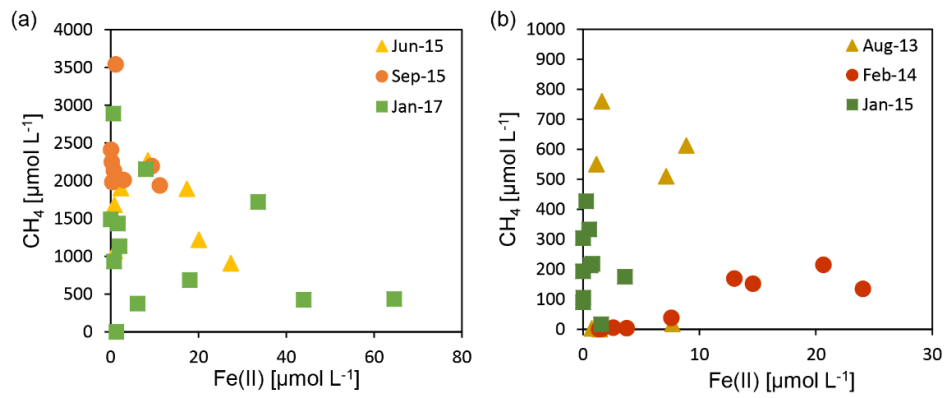 (a)
4000
3500
3000
2500
2000
1500
1000
500
0
CH₄ [µmol L⁻¹]
0 20 40 60 80
Fe(II) [µmol L⁻¹]
Jun-15
Sep-15
Jan-17
(b)
1000
900
800
700
600
500
400
300
200
100
0
CH₄ [µmol L⁻¹]
0 10 20 30
Fe(II) [µmol L⁻¹]
Aug-13
Feb-14
Jan-15